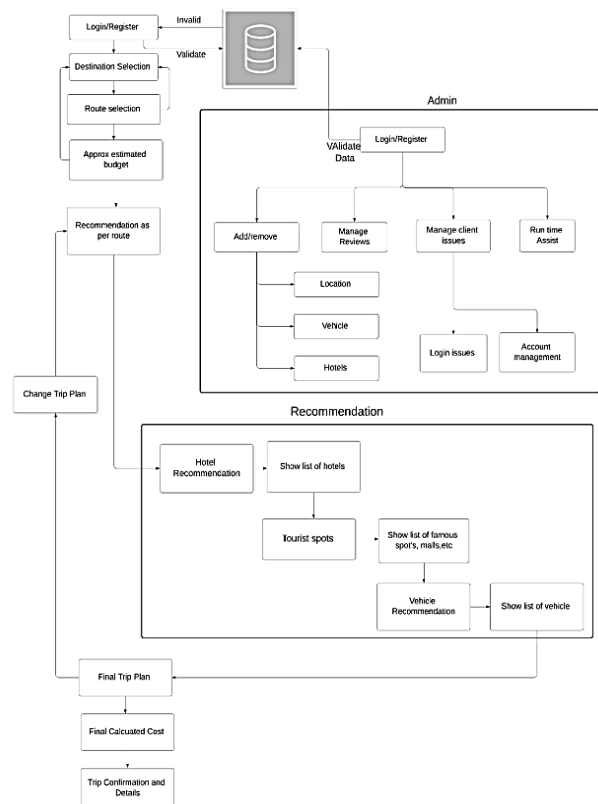 Login/Register
Invalid
Validate
Destination Selection
Route selection
Approx estimated
budget
Recommendation as
per route
Change Trip Plan
Admin
Login/Register
VAlidate
Data
Add/remove
Manage
Reviews
Manage client
issues
Run time
Assist
Location
Vehicle
Hotels
Login issues
Account
management
Recommendation
Hotel
Recommendation
Show list of hotels
Tourist spots
Show list of famous
spot's, malls,etc
Vehicle
Recommendation
Show list of vehicle
Final Trip Plan
Final Calcuated Cost
Trip Confirmation and
Details